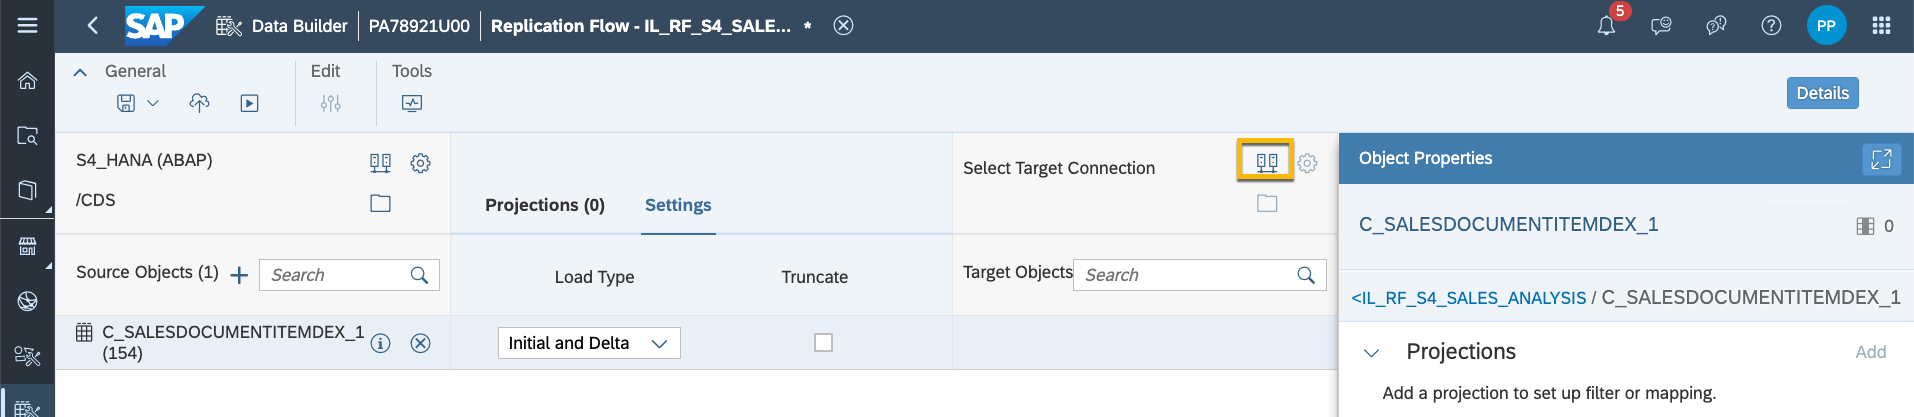 SAP Data Builder PA78921U00 Replication Flow - IL_RF_S4_SALE... * 5 PP
General Edit Tools
Details
S4_HANA (ABAP)
/CDS
Projections (0) Settings
Select Target Connection
Object Properties
C_SALESDOCUMENTITEMDEX_1 0
Source Objects (1) + Search
Load Type Truncate
Target Objects Search
<IL_RF_S4_SALES_ANALYSIS / C_SALESDOCUMENTITEMDEX_1
C_SALESDOCUMENTITEMDEX_1
(154)
Initial and Delta
Projections Add
Add a projection to set up filter or mapping.